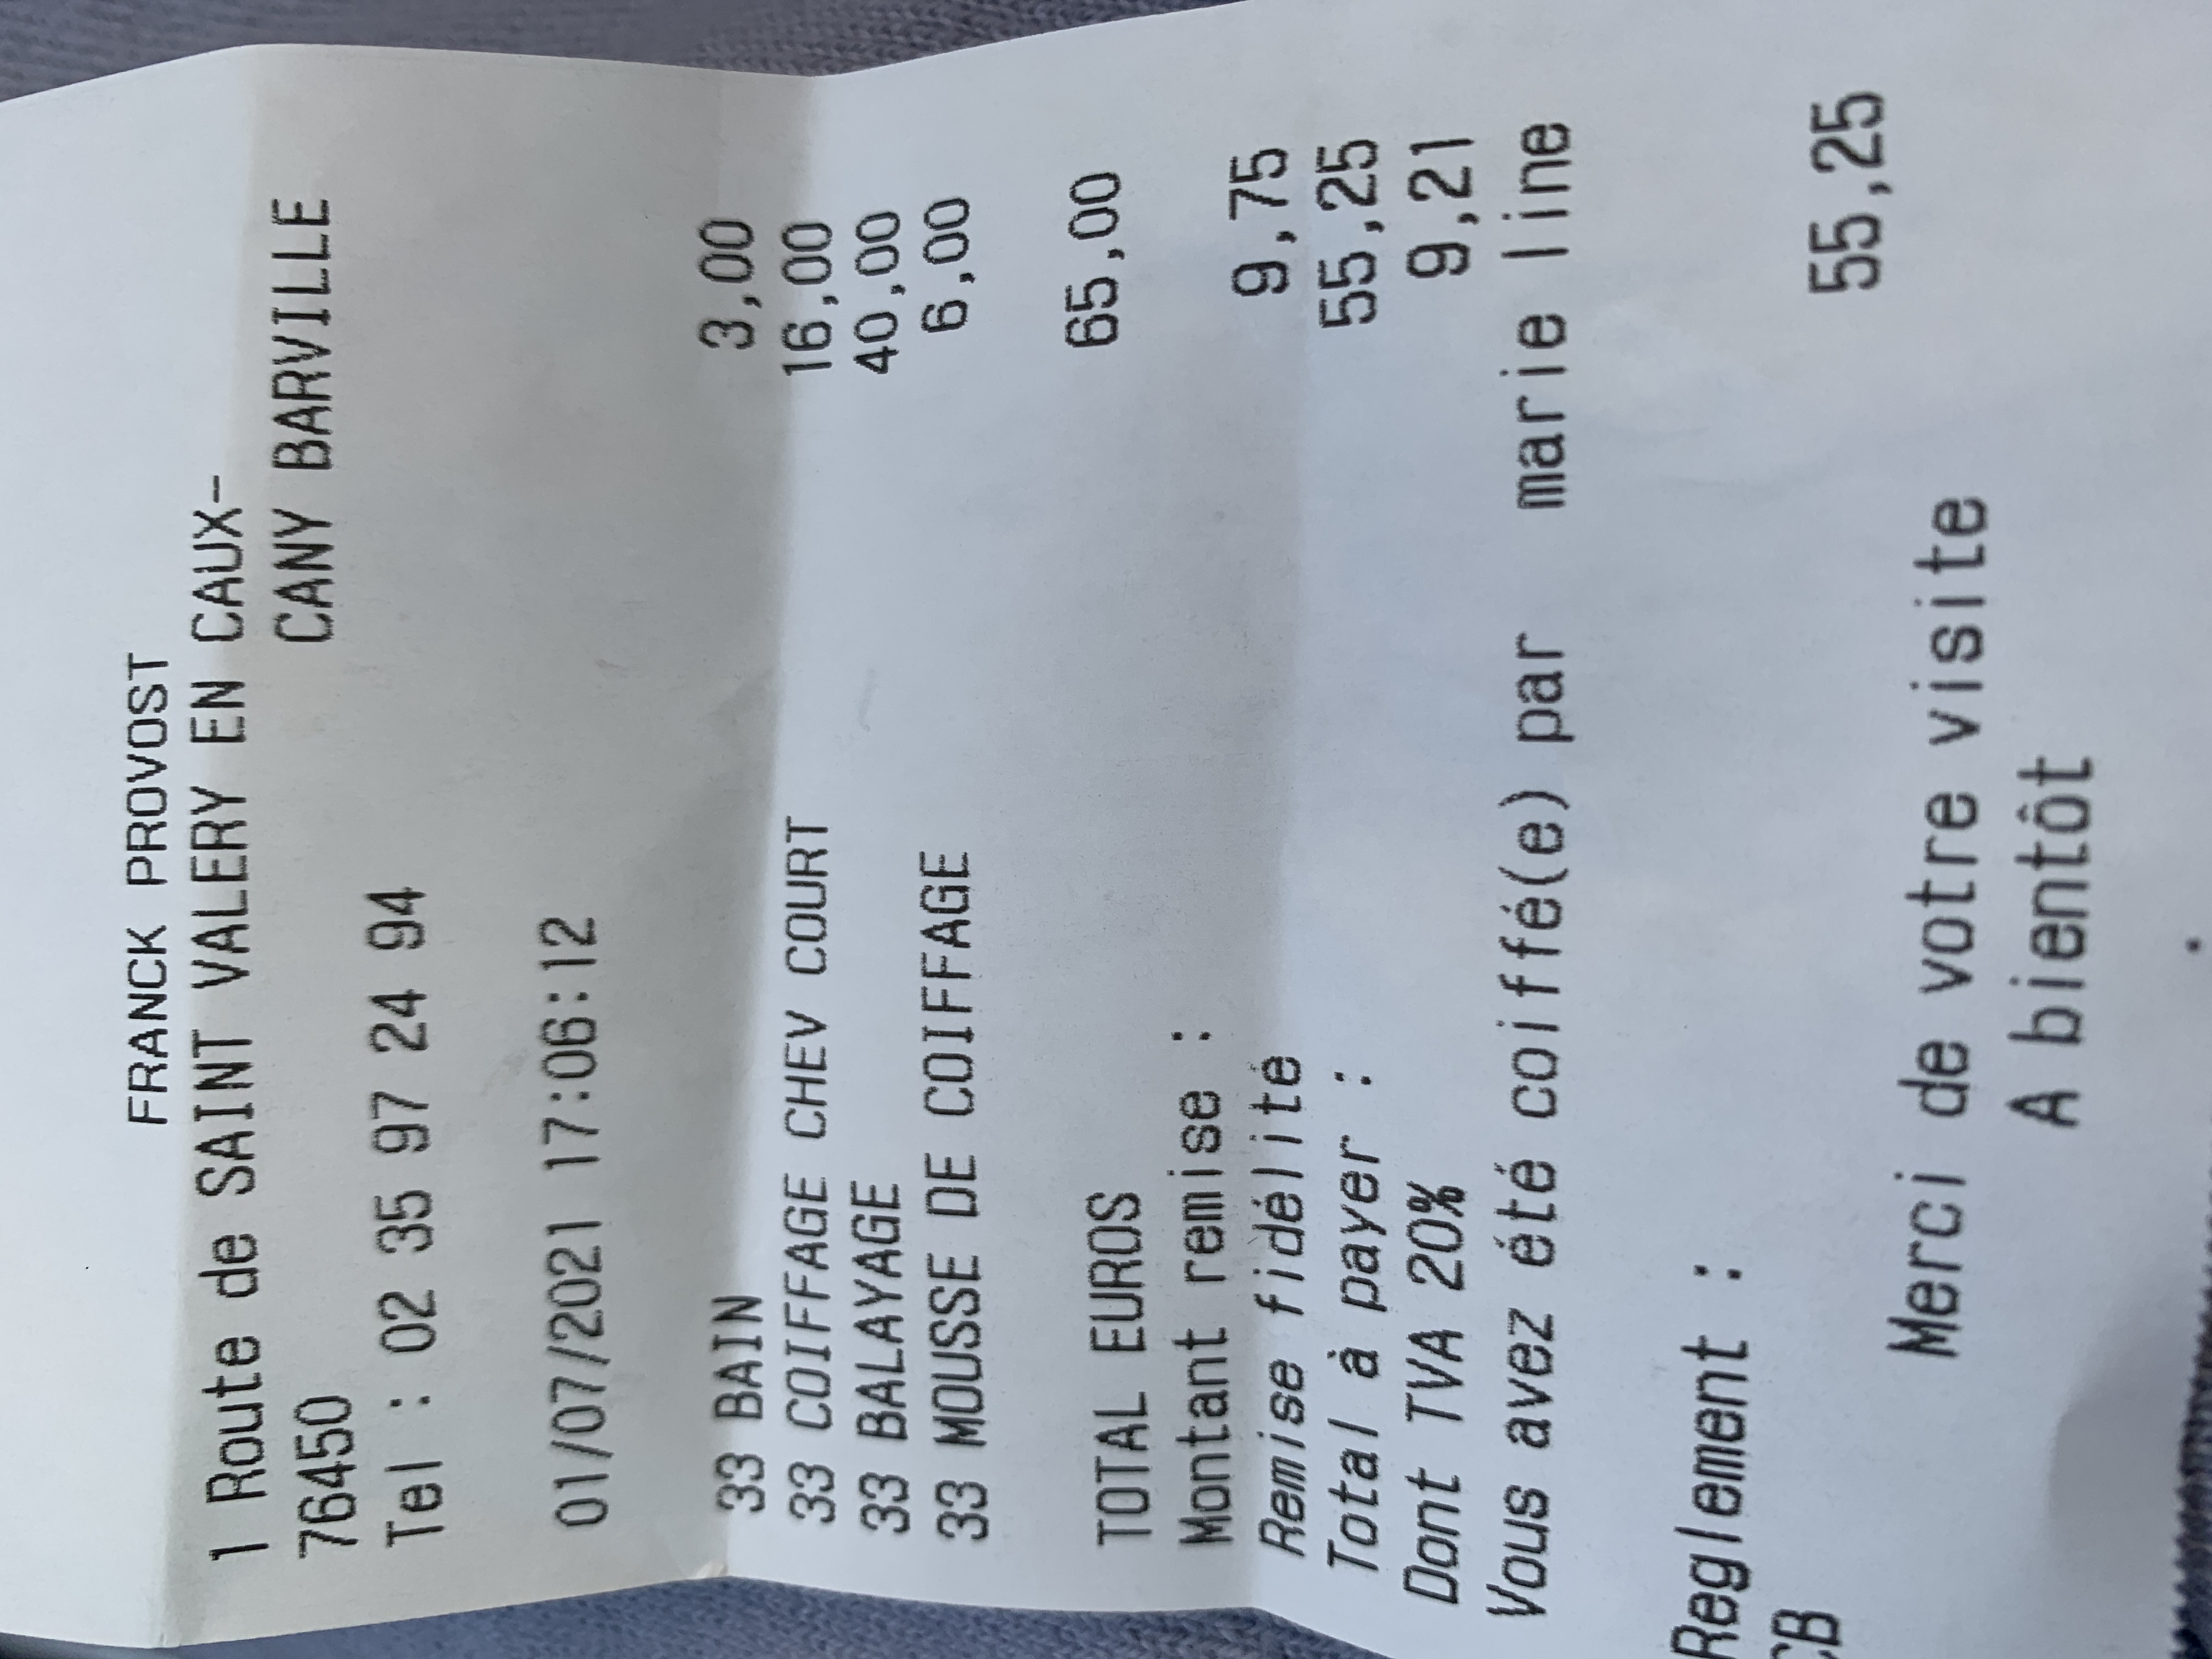 FRANCK PROVOST
1 Route de SAINT VALERY EN CAUX-
76450 CANY BARVILLE
Tel : 02 35 97 24 94
01/07/2021 17:06:12
33 BAIN 3,00
33 COIFFAGE CHEV COURT 16,00
33 BALAYAGE 40,00
33 MOUSSE DE COIFFAGE 6,00
TOTAL EUROS 65,00
Montant remise :
Remise fidélité 9,75
Total à payer : 55,25
Dont TVA 20% 9,21
Vous avez été coiffé(e) par marie line
Reglement :
CB 55,25
Merci de votre visite
A bientôt